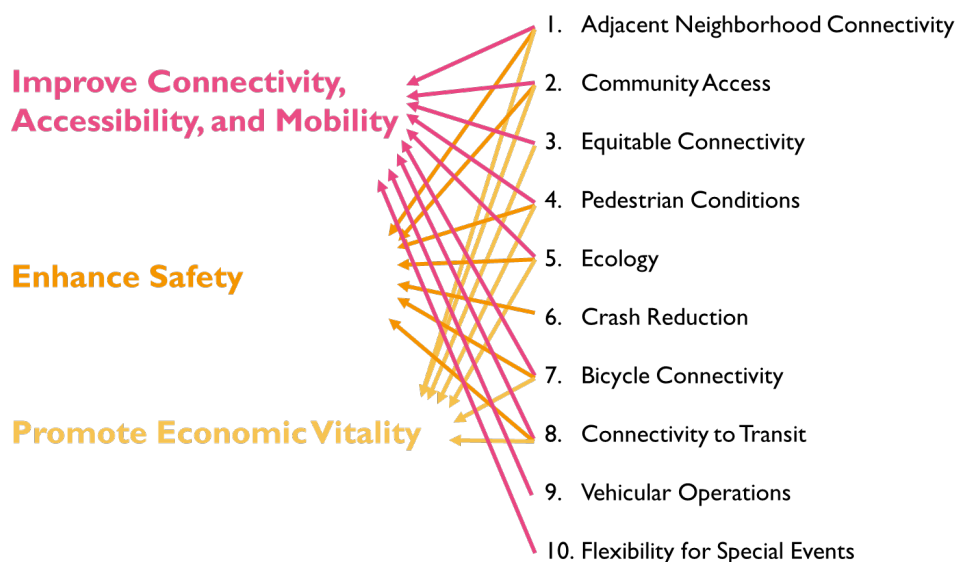 Improve Connectivity,
Accessibility, and Mobility
Enhance Safety
Promote Economic Vitality
1. Adjacent Neighborhood Connectivity
2. Community Access
3. Equitable Connectivity
4. Pedestrian Conditions
5. Ecology
6. Crash Reduction
7. Bicycle Connectivity
8. Connectivity to Transit
9. Vehicular Operations
10. Flexibility for Special Events